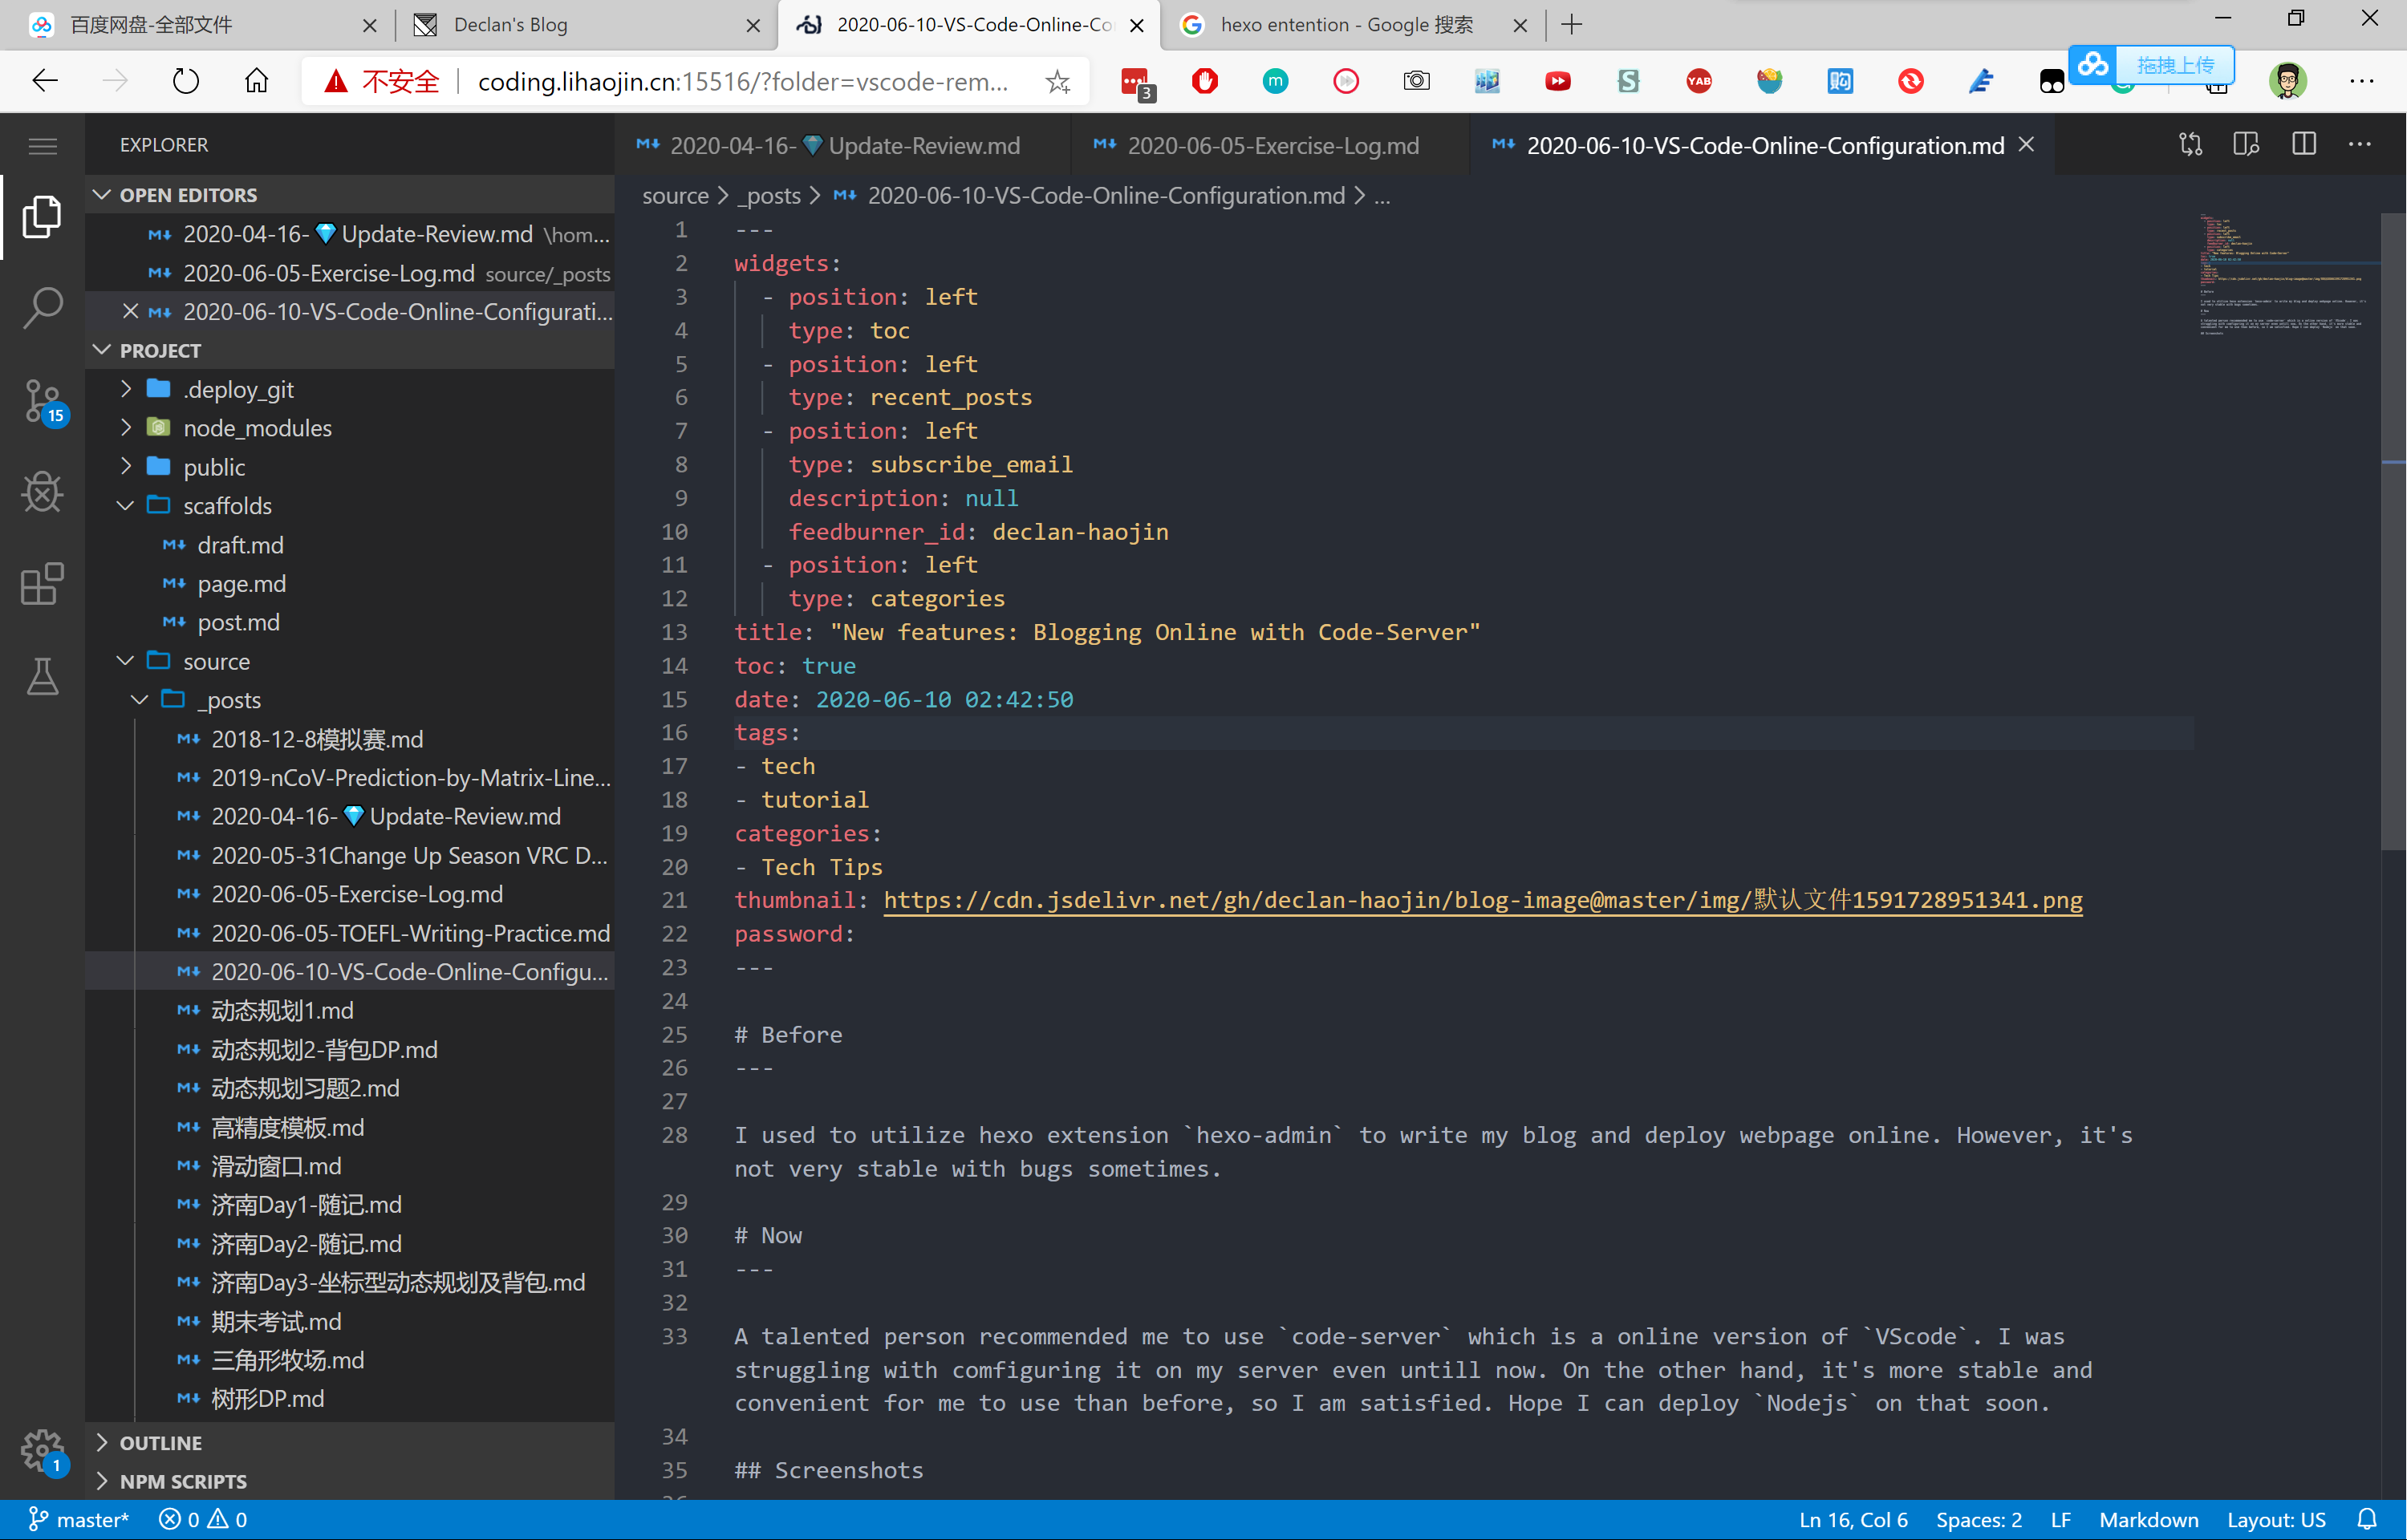 百度网盘-全部文件
Declan's Blog
2020-06-10-VS-Code-Online-Co
hexo entention - Google 搜索
不安全
coding.lihaojin.cn:15516/?folder=vscode-rem...
3
m
S
YAB
购
拖拽上传
EXPLORER
2020-04-16-💎Update-Review.md
2020-06-05-Exercise-Log.md
2020-06-10-VS-Code-Online-Configuration.md
source > _posts > 2020-06-10-VS-Code-Online-Configuration.md > ...
OPEN EDITORS
2020-04-16-💎Update-Review.md \hom...
2020-06-05-Exercise-Log.md source/_posts
2020-06-10-VS-Code-Online-Configurati...
PROJECT
.deploy_git
node_modules
public
scaffolds
draft.md
page.md
post.md
source
_posts
2018-12-8模拟赛.md
2019-nCoV-Prediction-by-Matrix-Line...
2020-04-16-💎Update-Review.md
2020-05-31Change Up Season VRC D...
2020-06-05-Exercise-Log.md
2020-06-05-TOEFL-Writing-Practice.md
2020-06-10-VS-Code-Online-Configu...
动态规划1.md
动态规划2-背包DP.md
动态规划习题2.md
高精度模板.md
滑动窗口.md
济南Day1-随记.md
济南Day2-随记.md
济南Day3-坐标型动态规划及背包.md
期末考试.md
三角形牧场.md
树形DP.md
OUTLINE
NPM SCRIPTS
15
1
1 ---
2 widgets:
3 - position: left
4 type: toc
5 - position: left
6 type: recent_posts
7 - position: left
8 type: subscribe_email
9 description: null
10 feedburner_id: declan-haojin
11 - position: left
12 type: categories
13 title: "New features: Blogging Online with Code-Server"
14 toc: true
15 date: 2020-06-10 02:42:50
16 tags:
17 - tech
18 - tutorial
19 categories:
20 - Tech Tips
21 thumbnail: https://cdn.jsdelivr.net/gh/declan-haojin/blog-image@master/img/默认文件1591728951341.png
22 password:
23 ---
24
25 # Before
26 ---
27
28 I used to utilize hexo extension `hexo-admin` to write my blog and deploy webpage online. However, it's
not very stable with bugs sometimes.
29
30 # Now
31 ---
32
33 A talented person recommended me to use `code-server` which is a online version of `VScode`. I was
struggling with comfiguring it on my server even untill now. On the other hand, it's more stable and
convenient for me to use than before, so I am satisfied. Hope I can deploy `Nodejs` on that soon.
34
35 ## Screenshots
master* 0 0
Ln 16, Col 6 Spaces: 2 LF Markdown Layout: US